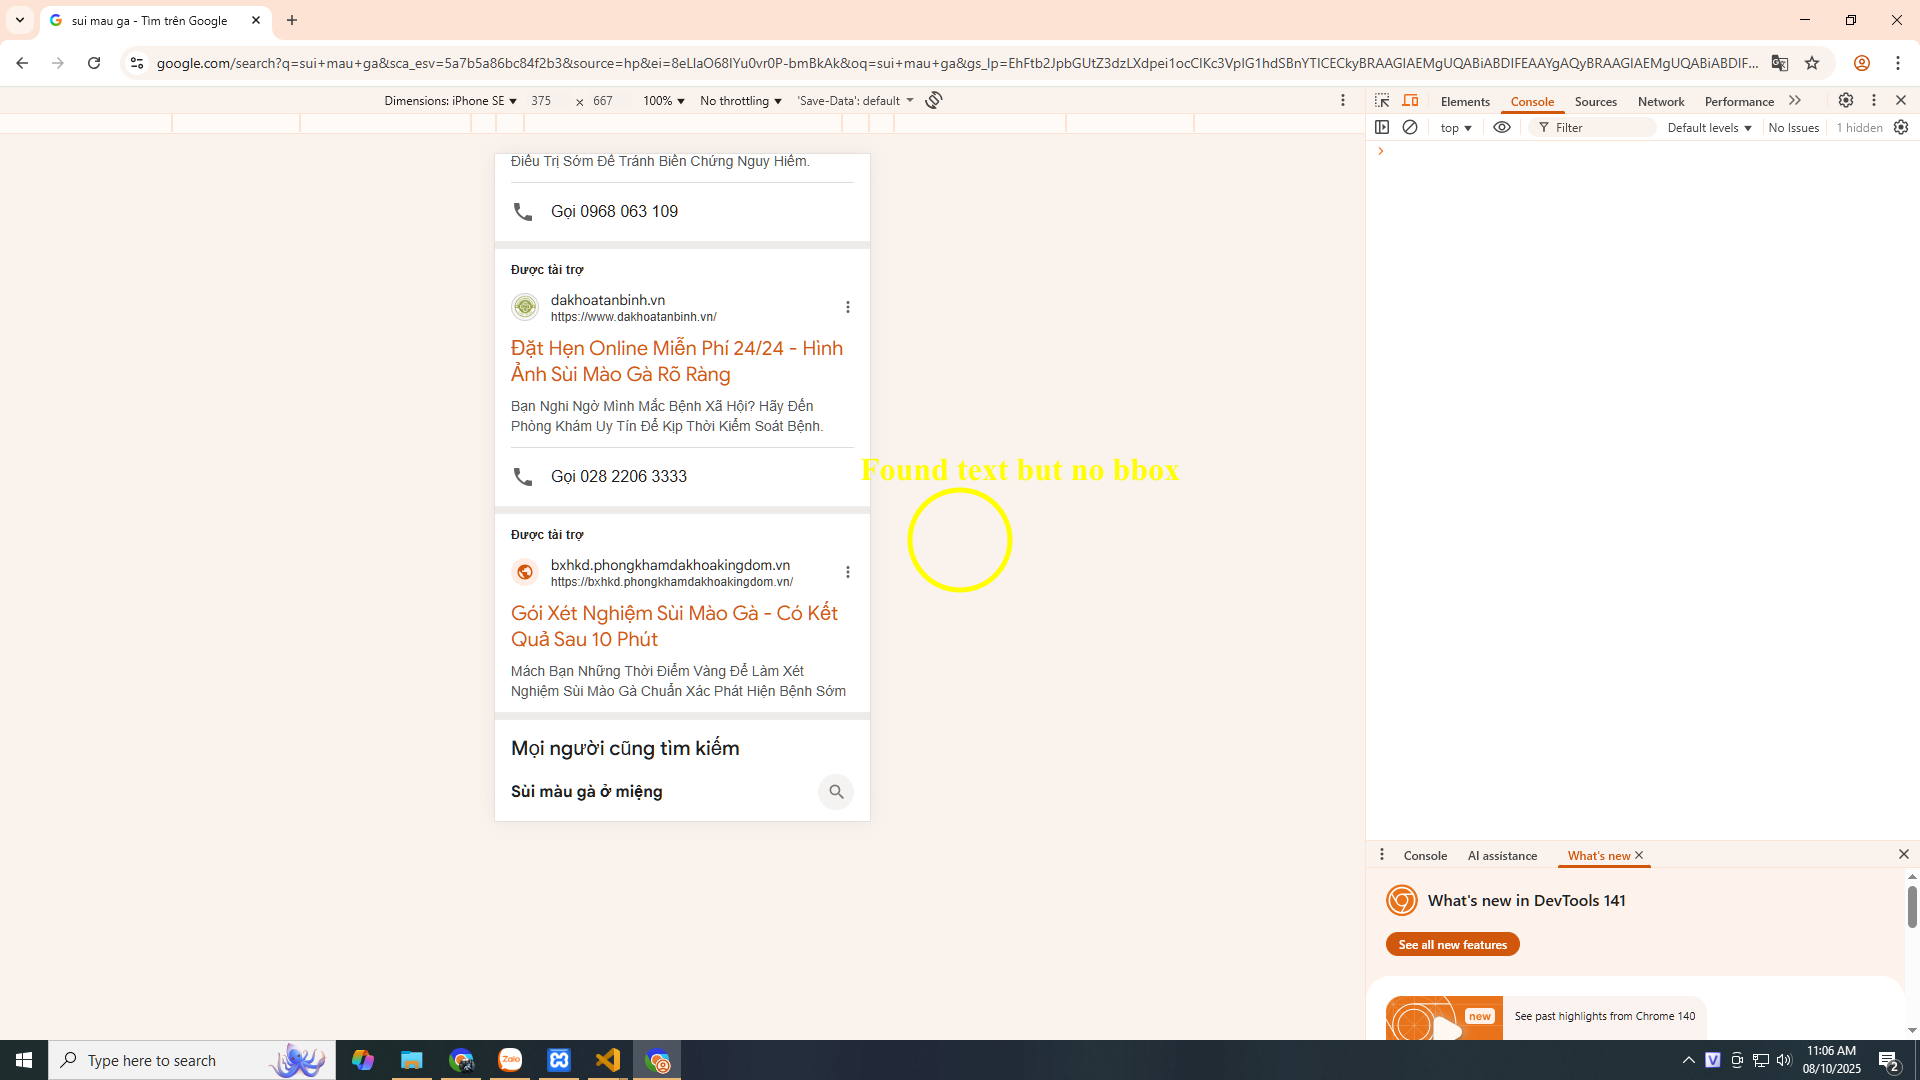 sui mau ga - Tìm trên Google
google.com/search?q=sui+mau+ga&sca_esv=5a7b5a86bc84f2b3&source=hp&ei=8eLIaO68IYu0vr0P-bmBkAk&oq=sui+mau+ga&gs_lp=EhFtb2JpbGUtZ3dzLXdpei1ocCIKc3VpIG1hdSBnYTICECkyBRAAGIAEMgUQABiABDIFEAAYgAQyBRAAGIAEMgUQABiABDIF...
Dimensions: iPhone SE 375 × 667 100% No throttling 'Save-Data': default
Elements Console Sources Network Performance
top Filter Default levels No Issues 1 hidden
Điều Trị Sớm Để Tránh Biến Chứng Nguy Hiểm.
Gọi 0968 063 109
Được tài trợ
dakhoatanbinh.vn
https://www.dakhoatanbinh.vn/
Đặt Hẹn Online Miễn Phí 24/24 - Hình
Ảnh Sùi Mào Gà Rõ Ràng
Bạn Nghi Ngờ Mình Mắc Bệnh Xã Hội? Hãy Đến
Phòng Khám Uy Tín Để Kịp Thời Kiểm Soát Bệnh.
Gọi 028 2206 3333
Found text but no bbox
Được tài trợ
bxhkd.phongkhamdakhoakingdom.vn
https://bxhkd.phongkhamdakhoakingdom.vn/
Gói Xét Nghiệm Sùi Mào Gà - Có Kết
Quả Sau 10 Phút
Mách Bạn Những Thời Điểm Vàng Để Làm Xét
Nghiệm Sùi Mào Gà Chuẩn Xác Phát Hiện Bệnh Sớm
Mọi người cũng tìm kiếm
Sùi màu gà ở miệng
Console AI assistance What's new
What's new in DevTools 141
See all new features
new
See past highlights from Chrome 140
Type here to search
Zalo
V
11:06 AM
08/10/2025
2